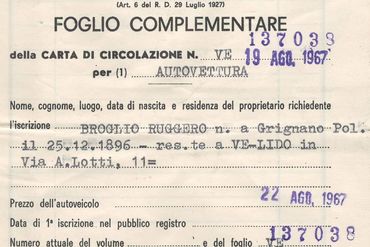 (Art. 6 del R. D. 29 Luglio 1927)
FOGLIO COMPLEMENTARE
137038
della CARTA DI CIRCOLAZIONE N. VE
19 AGO. 1967
per (1) AUTOVETTURA
Nome, cognome, luogo, data di nascita e residenza del proprietario richiedente
l'iscrizione BROGLIO RUGGERO n. a Grignano Pol.
il 25.12.1896 - res.te a VE-LIDO in
Via A.Lotti, 11=
22 AGO. 1967
Prezzo dell'autoveicolo
Data di 1ª iscrizione nel pubblico registro
137038
Numero attuale del volume e del foglio VE